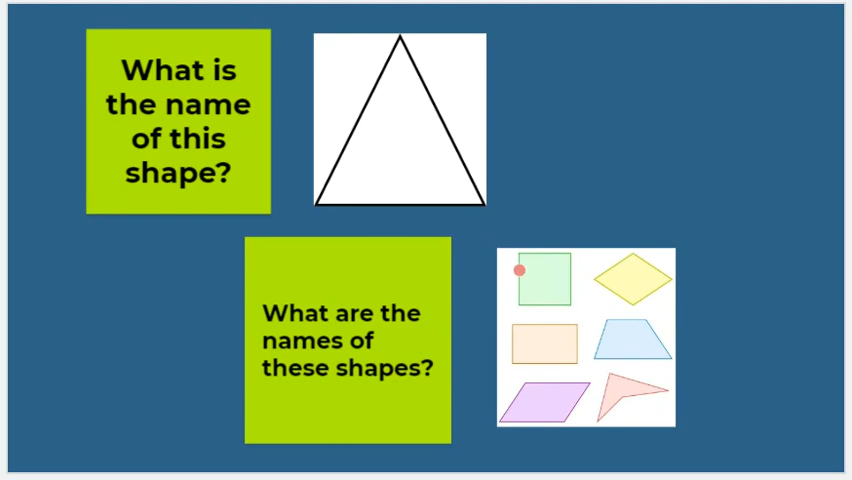 What is
the name
of this
shape?
What are the
names of
these shapes?